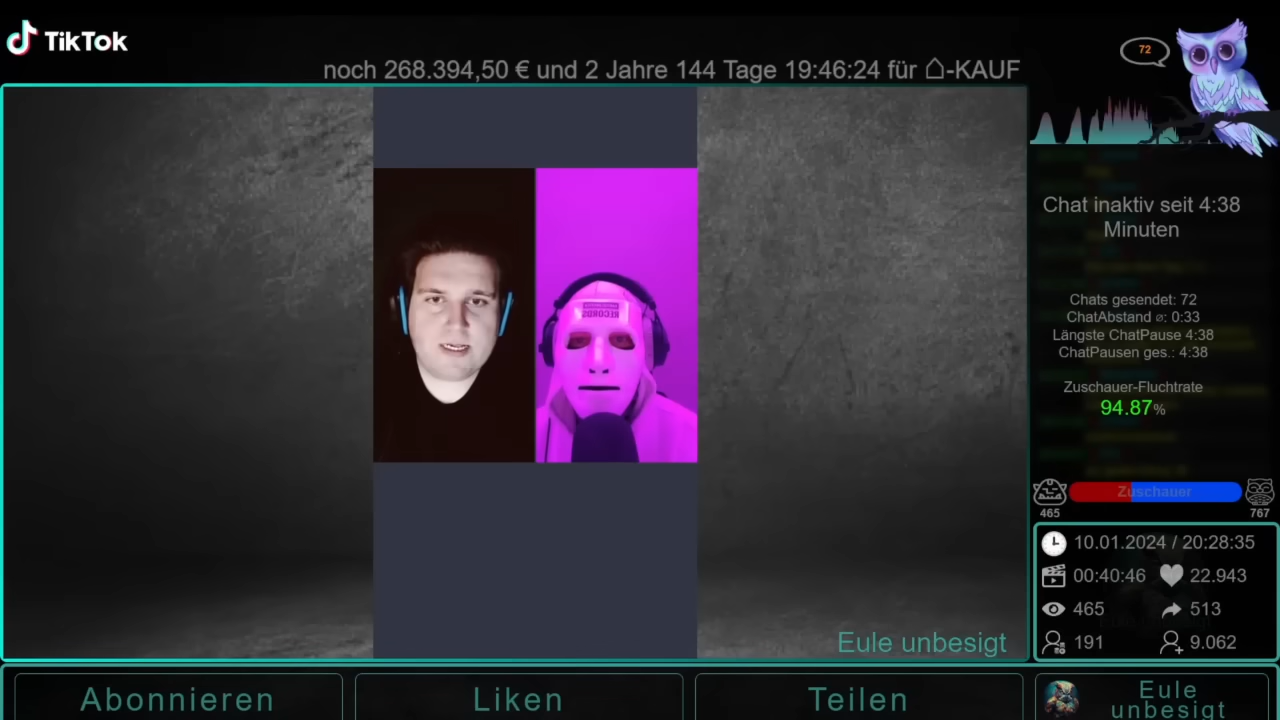 TikTok
72
noch 268.394,50 € und 2 Jahre 144 Tage 19:46:24 für ⌂-KAUF
Chat inaktiv seit 4:38
Minuten
Chats gesendet: 72
ChatAbstand ⌀: 0:33
Längste ChatPause 4:38
ChatPausen ges.: 4:38
Zuschauer-Fluchtrate
94.87%
RECORDS
Zuschauer
465
767
10.01.2024 / 20:28:35
00:40:46
22.943
465
513
191
9.062
Eule unbesigt
Abonnieren
Liken
Teilen
Eule
unbesigt